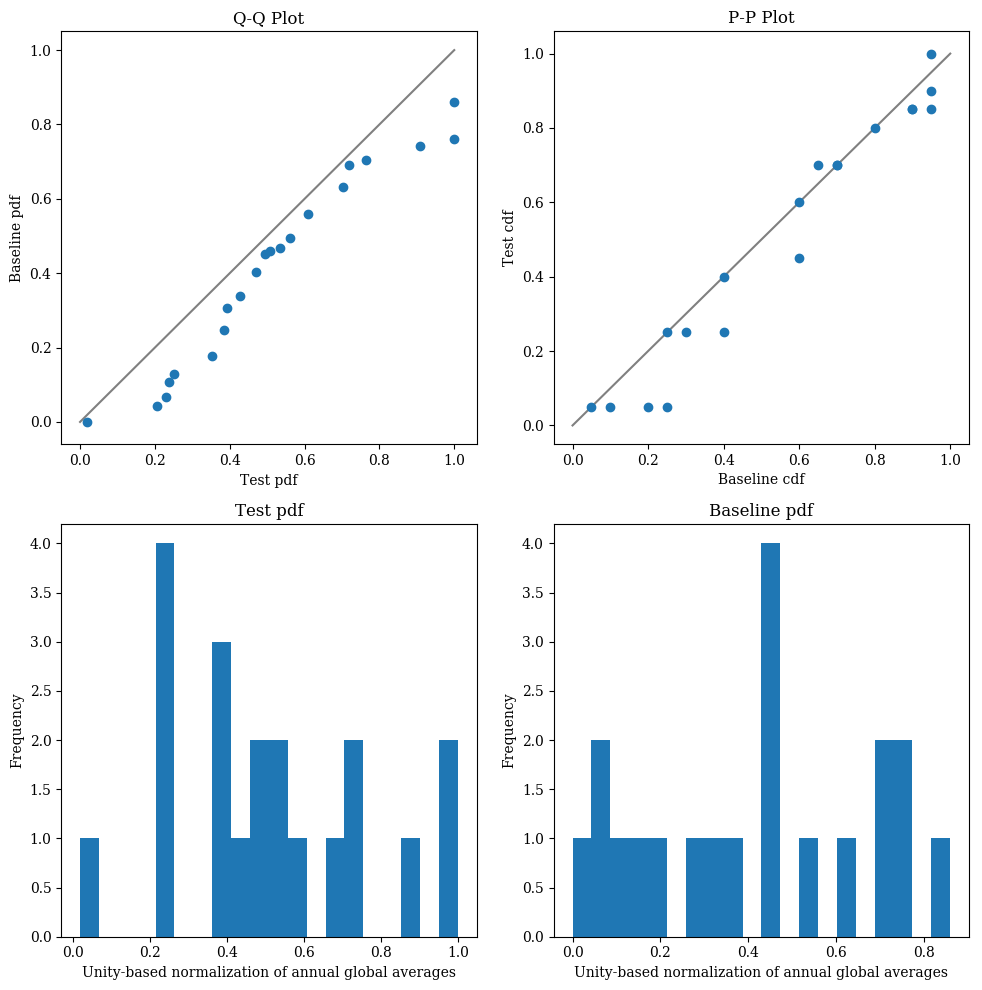 Q-Q Plot
1.0
0.8
0.6
0.4
0.2
0.0
Baseline pdf
0.0 0.2 0.4 0.6 0.8 1.0
Test pdf
P-P Plot
1.0
0.8
0.6
0.4
0.2
0.0
Test cdf
0.0 0.2 0.4 0.6 0.8 1.0
Baseline cdf
Test pdf
4.0
3.5
3.0
2.5
2.0
1.5
1.0
0.5
0.0
Frequency
0.0 0.2 0.4 0.6 0.8 1.0
Unity-based normalization of annual global averages
Baseline pdf
4.0
3.5
3.0
2.5
2.0
1.5
1.0
0.5
0.0
Frequency
0.0 0.2 0.4 0.6 0.8
Unity-based normalization of annual global averages